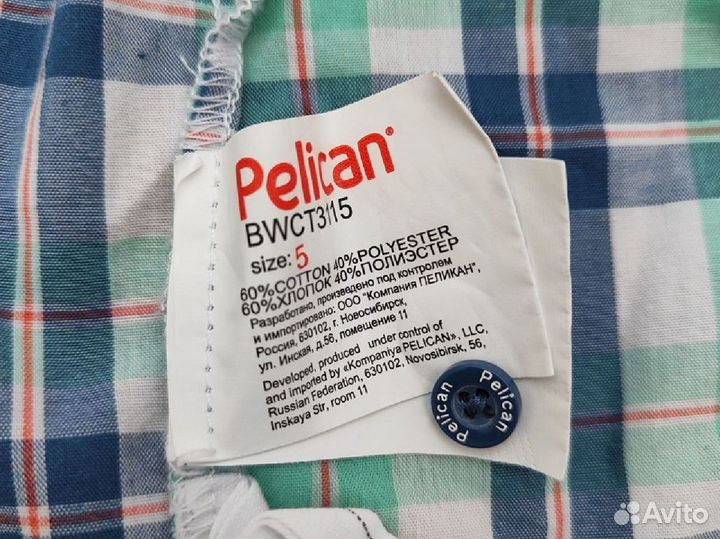 Pelican
BWCT3115
size: 5
60%COTTON 40%POLYESTER
60%ХЛОПОК 40%ПОЛИЭСТЕР
Разработано, произведено под контролем
и импортировано: ООО "Компания ПЕЛИКАН",
Россия, 630102, г. Новосибирск,
ул. Инская, д.56, помещение 11
Developed, produced under control of
and imported by «Kompaniya PELICAN», LLC,
Russian Federation, 630102, Novosibirsk, 56,
Inskaya Str, room 11
Pelican
Pelican
Avito